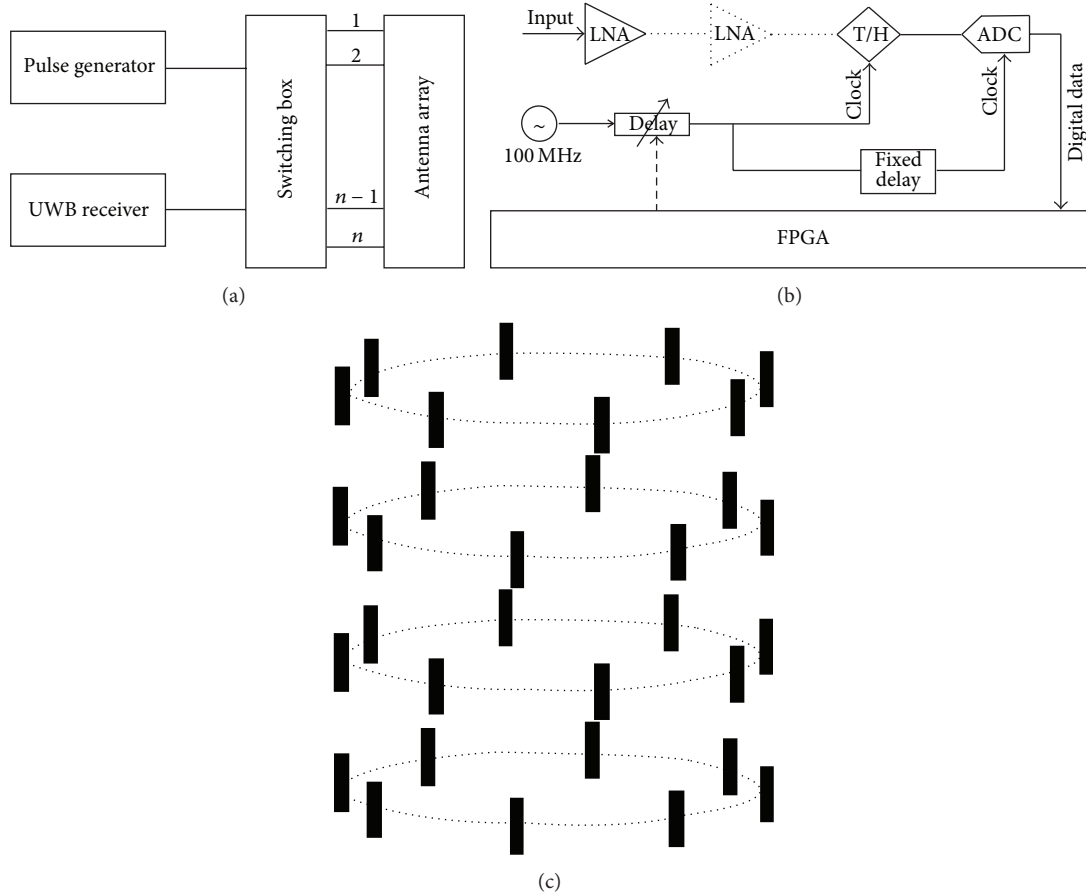 Pulse generator
UWB receiver
Switching box
1
2
n − 1
n
Antenna array
(a)
Input
LNA
LNA
T/H
ADC
Clock
Clock
Digital data
~
100 MHz
Delay
Fixed
delay
FPGA
(b)
(c)